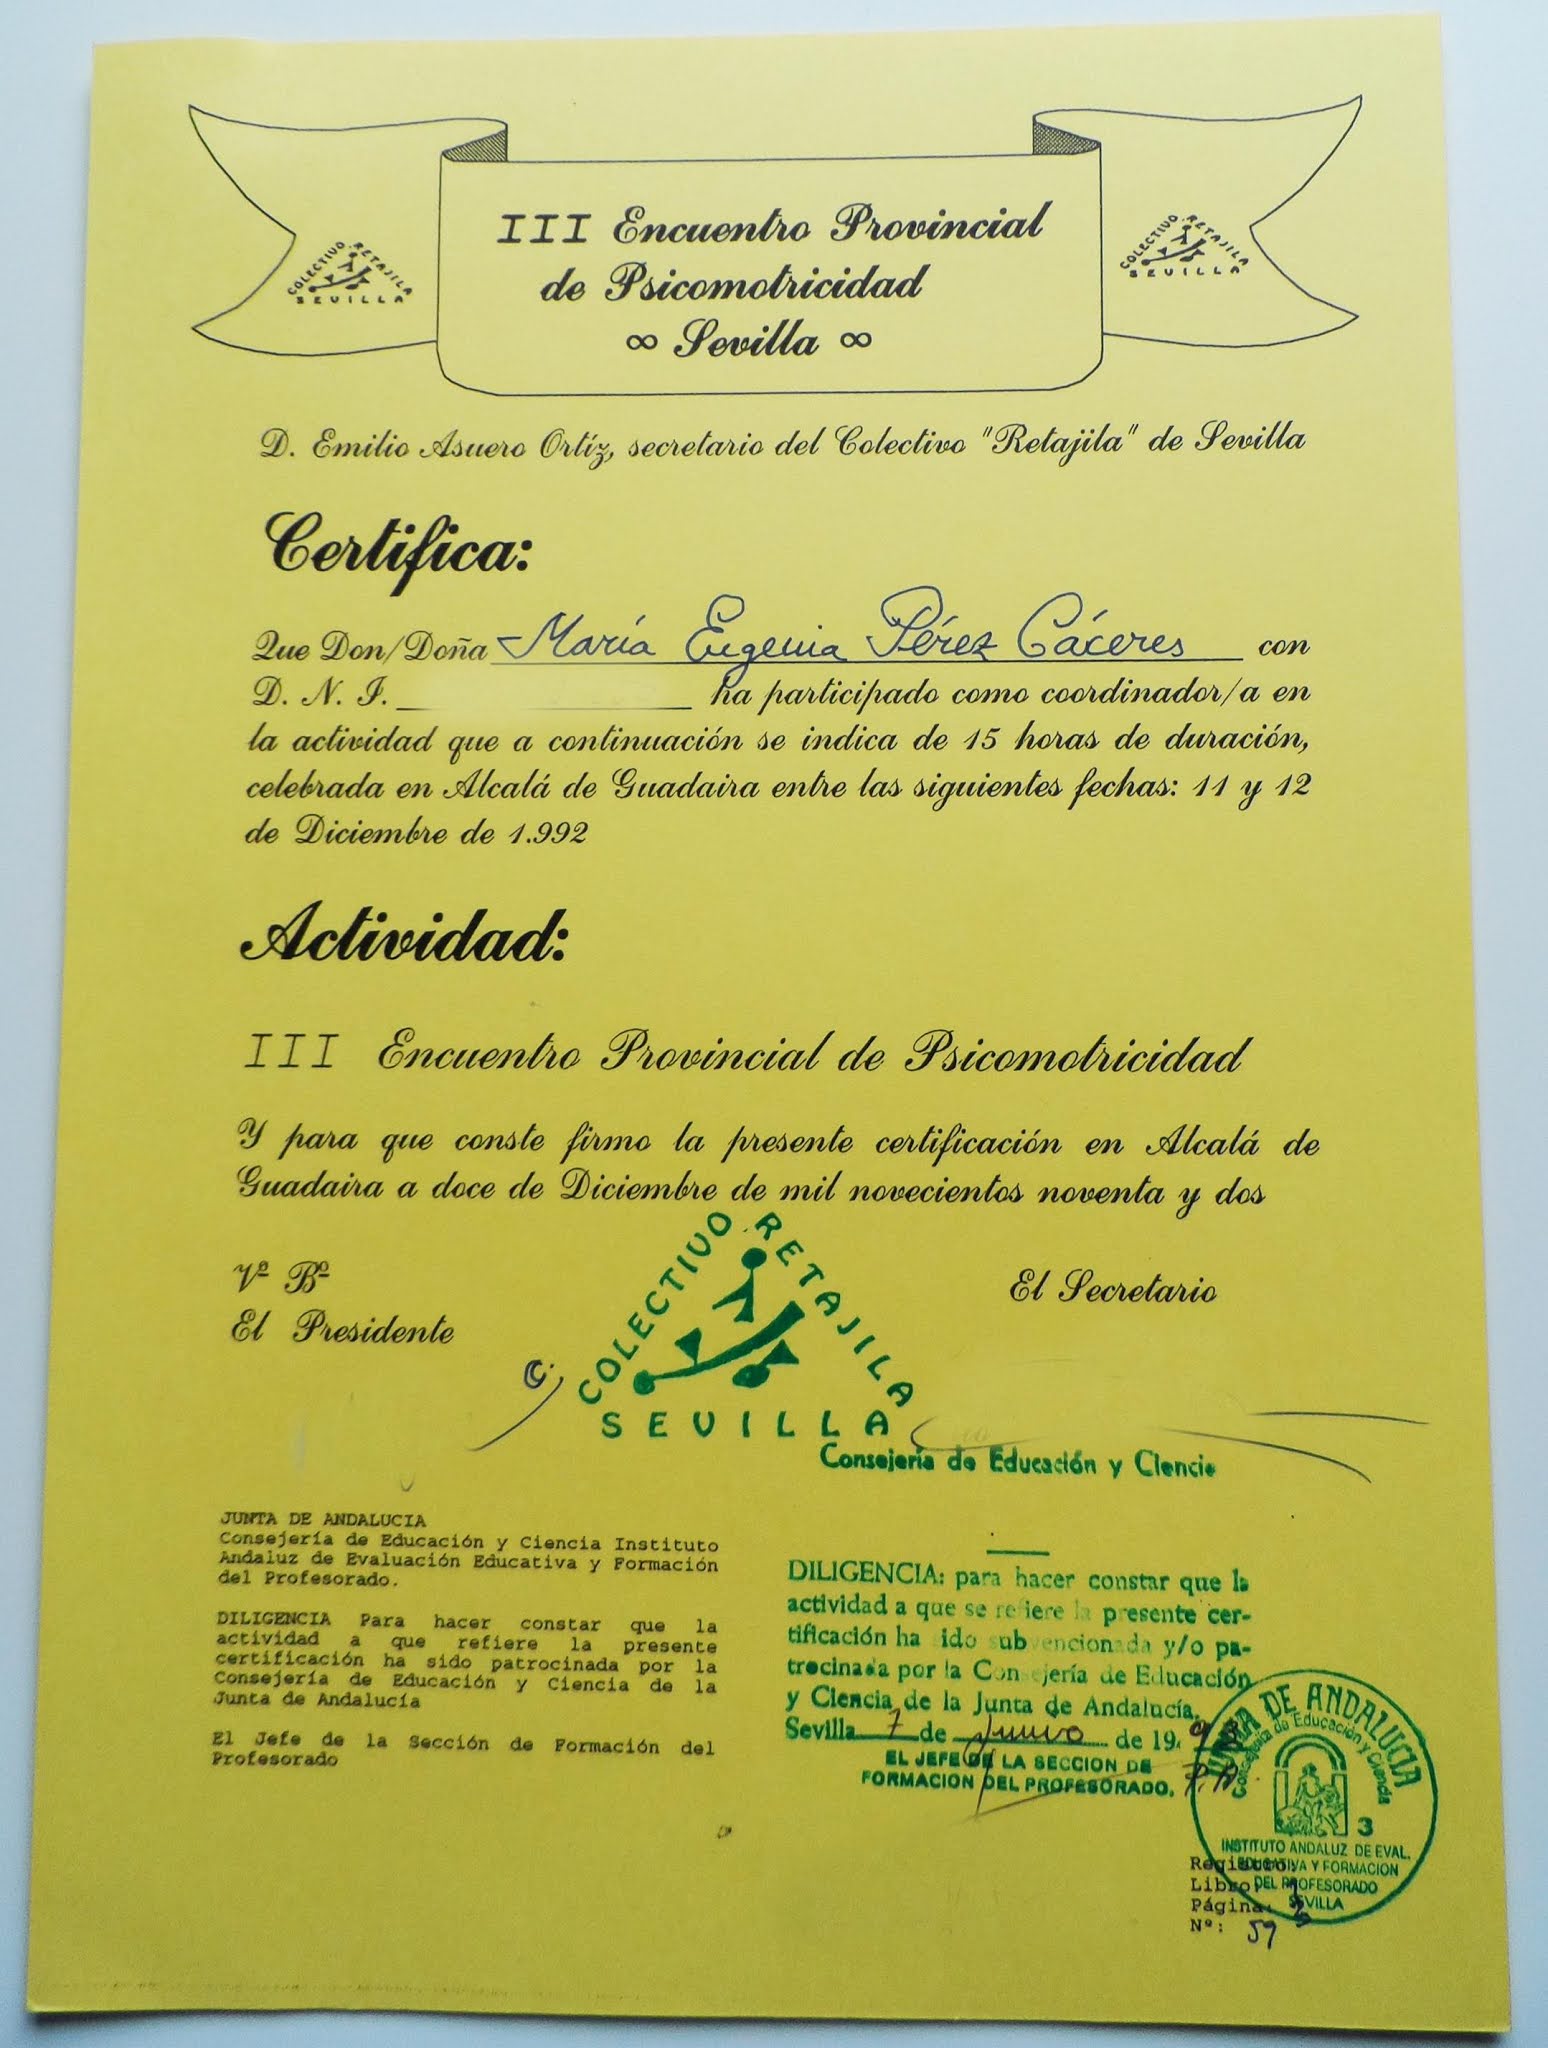 COLECTIVO RETAJILA
SEVILLA
III Encuentro Provincial
de Psicomotricidad
∞ Sevilla ∞
COLECTIVO RETAJILA
SEVILLA
D. Emilio Asuero Ortíz, secretario del Colectivo "Retajila" de Sevilla
Certifica:
Que Don/Doña María Eugenia Pérez Cáceres con
D. N. I. ha participado como coordinador/a en
la actividad que a continuación se indica de 15 horas de duración,
celebrada en Alcalá de Guadaira entre las siguientes fechas: 11 y 12
de Diciembre de 1.992
Actividad:
III Encuentro Provincial de Psicomotricidad
Y para que conste firmo la presente certificación en Alcalá de
Guadaira a doce de Diciembre de mil novecientos noventa y dos
Vº Bº
El Presidente
COLECTIVO RETAJILA
SEVILLA
El Secretario
Consejería de Educación y Ciencia
JUNTA DE ANDALUCIA
Consejería de Educación y Ciencia Instituto
Andaluz de Evaluación Educativa y Formación
del Profesorado.
DILIGENCIA Para hacer constar que la
actividad a que refiere la presente
certificación ha sido patrocinada por la
Consejería de Educación y Ciencia de la
Junta de Andalucía
El Jefe de la Sección de Formación del
Profesorado
DILIGENCIA: para hacer constar que la
actividad a que se refiere la presente cer-
tificación ha sido subvencionada y/o pa-
trocinada por la Consejería de Educación
y Ciencia de la Junta de Andalucía.
Sevilla 7 de Junio de 1993
EL JEFE DE LA SECCION DE
FORMACION DEL PROFESORADO, P.A.
JUNTA DE ANDALUCIA
Consejería de Educación y Ciencia
3
INSTITUTO ANDALUZ DE EVAL.
EDUCATIVA Y FORMACION
DEL PROFESORADO
SEVILLA
Registro:
Libro: 1
Página:
Nº: 59